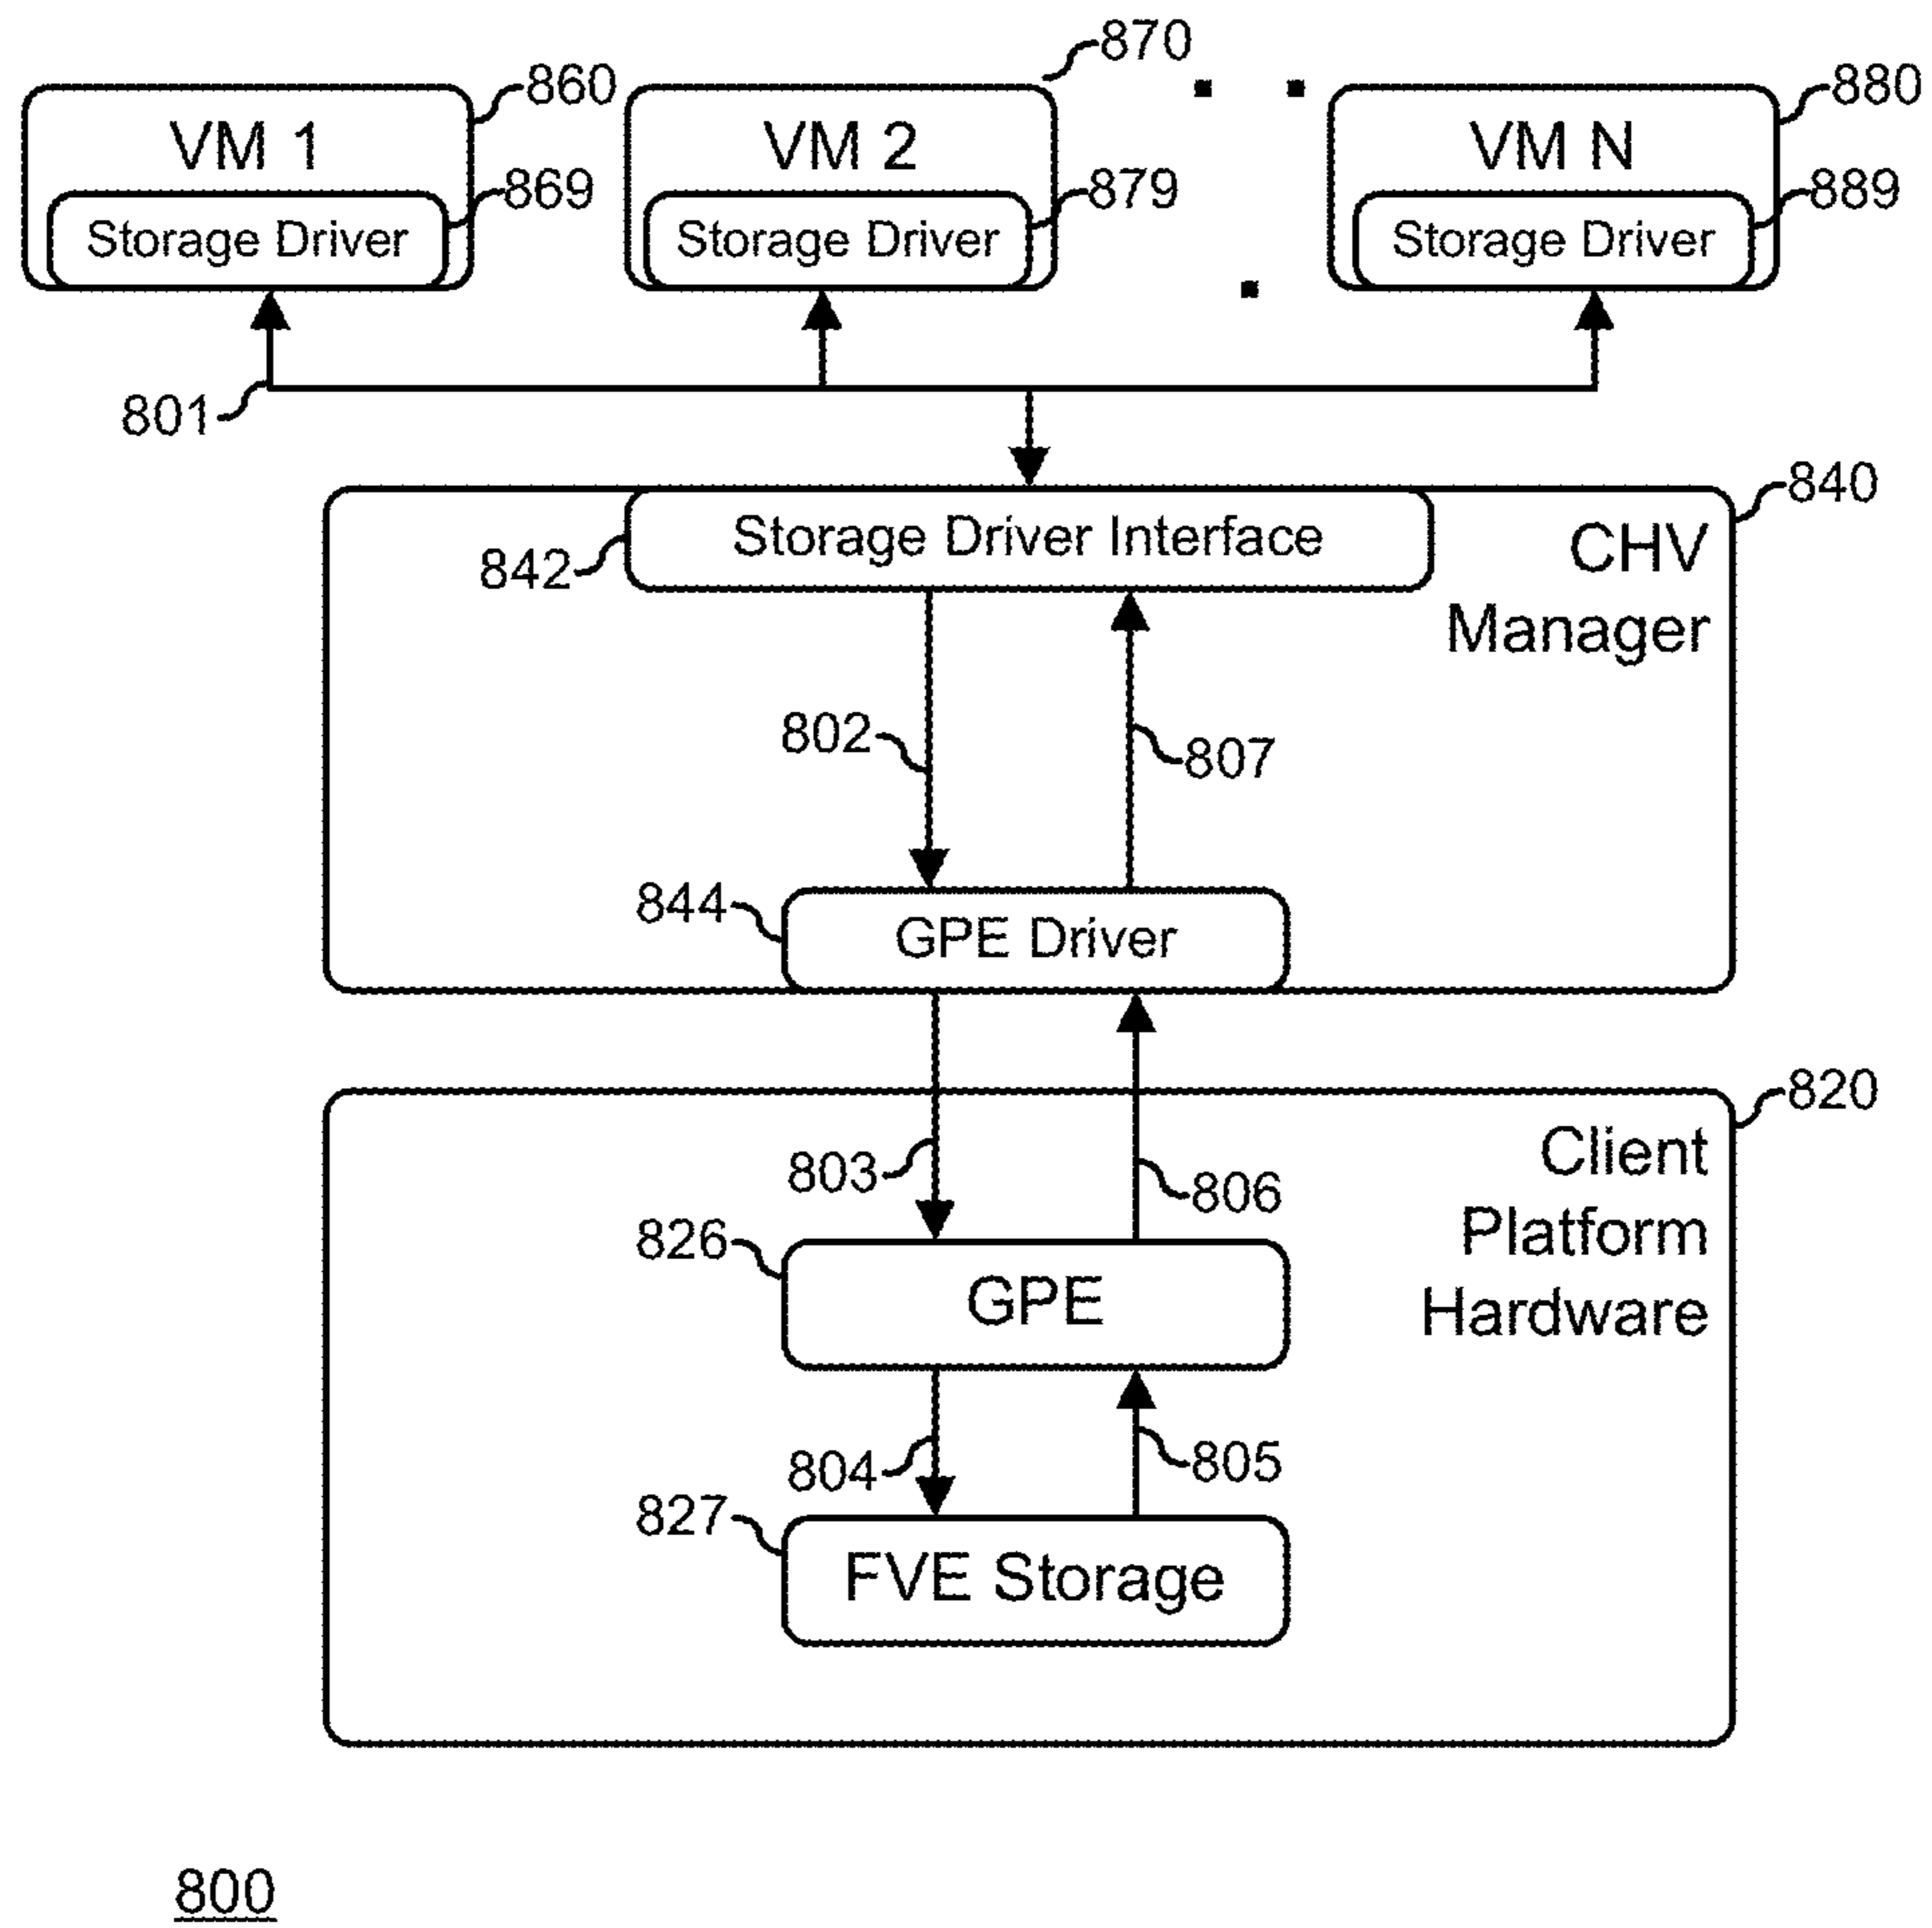 870
860
880
VM 1
VM 2
VM N
869
879
889
Storage Driver
Storage Driver
Storage Driver
801
840
Storage Driver Interface
842
CHV
Manager
802
807
844
GPE Driver
820
Client
Platform
Hardware
803
806
826
GPE
804
805
827
FVE Storage
800